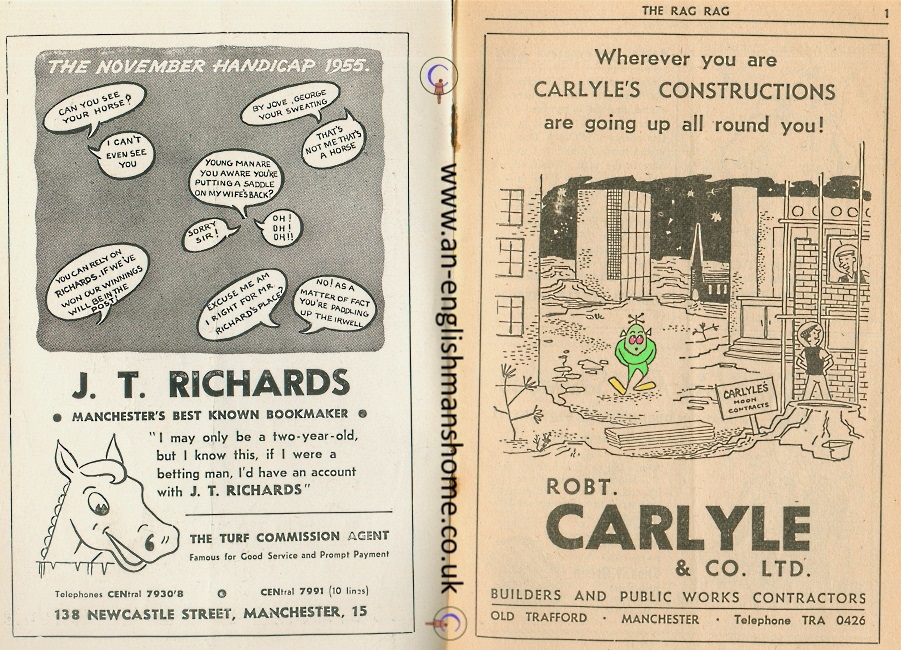 THE NOVEMBER HANDICAP 1955.
CAN YOU SEE
YOUR HORSE?
I CAN'T
EVEN SEE
YOU
BY JOVE, GEORGE
YOUR SWEATING
THAT'S
NOT ME THAT'S
A HORSE
YOUNG MAN ARE
YOU AWARE YOU'RE
PUTTING A SADDLE
ON MY WIFE'S BACK?
SORRY
SIR!
OH!
OH!
OH!!
YOU CAN RELY ON
RICHARDS. IF WE'VE
WON OUR WINNINGS
WILL BE IN THE
POST!
EXCUSE ME AM
I RIGHT FOR MR
RICHARD'S PLACE?
NO! AS A
MATTER OF FACT
YOU'RE PADDLING
UP THE IRWELL
J. T. RICHARDS
● MANCHESTER'S BEST KNOWN BOOKMAKER ●
"I may only be a two-year-old,
but I know this, if I were a
betting man, I'd have an account
with J. T. RICHARDS"
THE TURF COMMISSION AGENT
Famous for Good Service and Prompt Payment
Telephones CENtral 7930'8 ● CENtral 7991 (10 lines)
138 NEWCASTLE STREET, MANCHESTER, 15
www.an-englishmanshome.co.uk
THE RAG RAG 1
Wherever you are
CARLYLE'S CONSTRUCTIONS
are going up all round you!
CARLYLE'S
MOON
CONTRACTS
ROBT.
CARLYLE
& CO. LTD.
BUILDERS AND PUBLIC WORKS CONTRACTORS
OLD TRAFFORD · MANCHESTER · Telephone TRA 0426